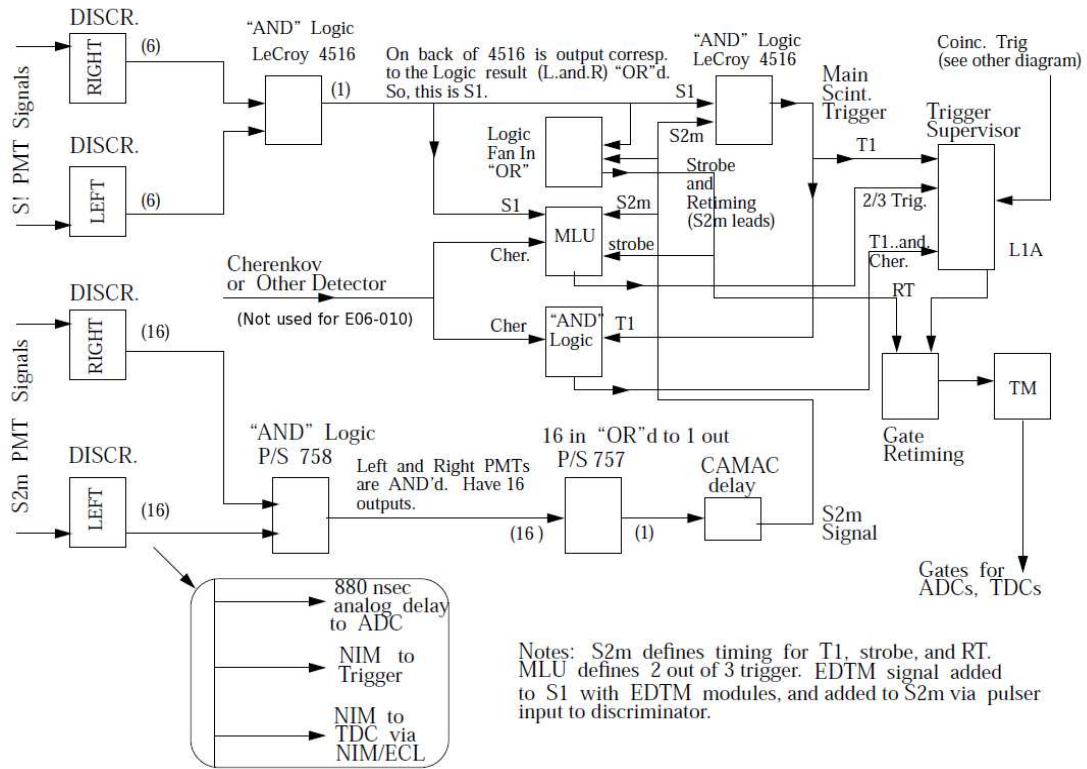 DISCR.
RIGHT
(6)
"AND" Logic
LeCroy 4516
(1)
On back of 4516 is output corresp.
to the Logic result (L.and.R) "OR"d.
So, this is S1.
"AND" Logic
LeCroy 4516
Coinc. Trig
(see other diagram)
S! PMT Signals
DISCR.
LEFT
(6)
S1
S2m
Main
Scint.
Trigger
Trigger
Supervisor
T1
Logic
Fan In
"OR"
Strobe
and
Retiming
(S2m leads)
2/3 Trig.
S1
S2m
MLU
Cher.
strobe
T1..and.
Cher.
L1A
RT
Cherenkov
or Other Detector
(Not used for E06-010)
Cher
"AND"
Logic
T1
DISCR.
RIGHT
(16)
S2m PMT Signals
DISCR.
LEFT
(16)
"AND" Logic
P/S 758
Left and Right PMTs
are AND'd. Have 16
outputs.
(16 )
16 in "OR"d to 1 out
P/S 757
(1)
CAMAC
delay
S2m
Signal
Gate
Retiming
TM
Gates for
ADCs, TDCs
880 nsec
analog delay
to ADC
NIM to
Trigger
NIM to
TDC via
NIM/ECL
Notes: S2m defines timing for T1, strobe, and RT.
MLU defines 2 out of 3 trigger. EDTM signal added
to S1 with EDTM modules, and added to S2m via pulser
input to discriminator.